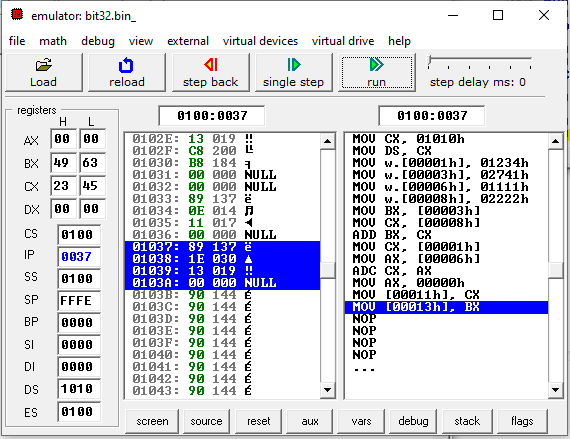 emulator: bit32.bin_
file math debug view external virtual devices virtual drive help
Load reload step back single step run step delay ms: 0
registers
H L
AX 00 00
BX 49 63
CX 23 45
DX 00 00
CS 0100
IP 0037
SS 0100
SP FFFE
BP 0000
SI 0000
DI 0000
DS 1010
ES 0100
0100:0037
0102E: 13 019 ‼
0102F: C8 200 ╚
01030: B8 184 ╕
01031: 00 000 NULL
01032: 00 000 NULL
01033: 89 137 ë
01034: 0E 014 ♫
01035: 11 017 ◄
01036: 00 000 NULL
01037: 89 137 ë
01038: 1E 030 ▲
01039: 13 019 ‼
0103A: 00 000 NULL
0103B: 90 144 É
0103C: 90 144 É
0103D: 90 144 É
0103E: 90 144 É
0103F: 90 144 É
01040: 90 144 É
01041: 90 144 É
01042: 90 144 É
01043: 90 144 É
0100:0037
MOV CX, 01010h
MOV DS, CX
MOV w.[00001h], 01234h
MOV w.[00003h], 02741h
MOV w.[00006h], 01111h
MOV w.[00008h], 02222h
MOV BX, [00003h]
MOV CX, [00008h]
ADD BX, CX
MOV CX, [00001h]
MOV AX, [00006h]
ADC CX, AX
MOV AX, 00000h
MOV [00011h], CX
MOV [00013h], BX
NOP
NOP
NOP
NOP
...
screen source reset aux vars debug stack flags